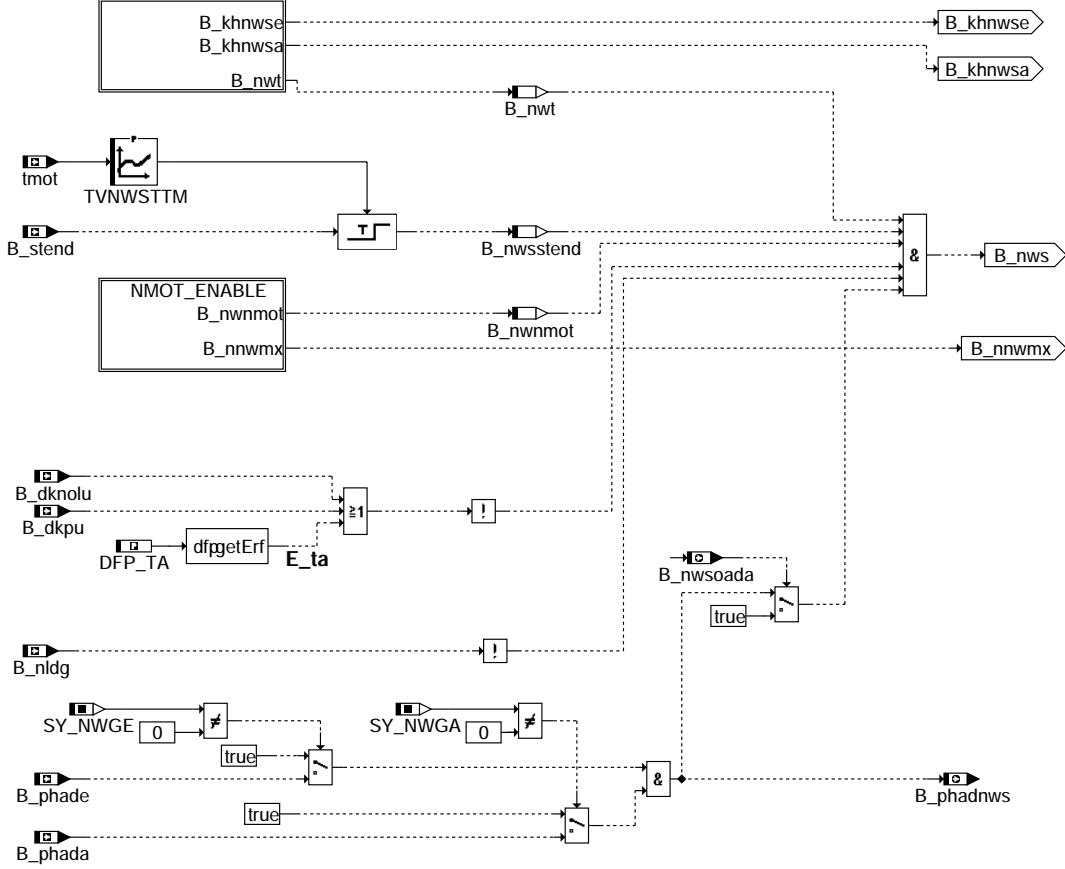 B_khnwse
B_khnwse
B_khnwsa
B_khnwsa
B_nwt
B_nwt
P
tmot
TVNWSTTM
T
B_stend
B_nwsstend
&
B_nws
NMOT_ENABLE
B_nwnmot
B_nwnmot
B_nnwmx
B_nnwmx
B_dknolu
B_dkpu
≧1
!
DFP_TA
dfpgetErf
E_ta
B_nwsoada
true
B_nldg
!
SY_NWGE
0
≠
SY_NWGA
0
≠
true
B_phade
&
B_phadnws
true
B_phada